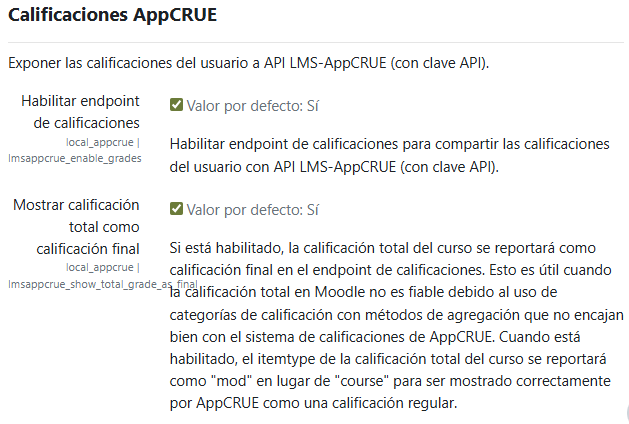 Calificaciones AppCRUE
Exponer las calificaciones del usuario a API LMS-AppCRUE (con clave API).
Habilitar endpoint
de calificaciones
local_appcrue |
lmsappcrue_enable_grades
Valor por defecto: Sí
Habilitar endpoint de calificaciones para compartir las calificaciones
del usuario con API LMS-AppCRUE (con clave API).
Mostrar calificación
total como
calificación final
local_appcrue |
lmsappcrue_show_total_grade_as_final
Valor por defecto: Sí
Si está habilitado, la calificación total del curso se reportará como
calificación final en el endpoint de calificaciones. Esto es útil cuando
la calificación total en Moodle no es fiable debido al uso de
categorías de calificación con métodos de agregación que no encajan
bien con el sistema de calificaciones de AppCRUE. Cuando está
habilitado, el itemtype de la calificación total del curso se reportará
como "mod" en lugar de "course" para ser mostrado correctamente
por AppCRUE como una calificación regular.